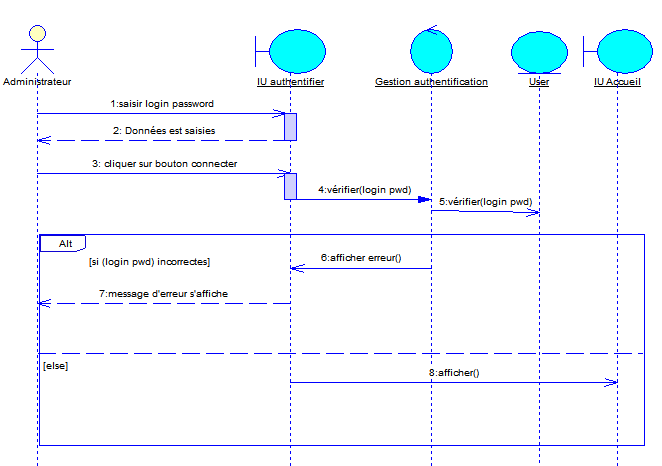 Administrateur
IU authentifier
Gestion authentification
User
IU Accueil
1:saisir login password
2: Données est saisies
3: cliquer sur bouton connecter
4:vérifier(login pwd)
5:vérifier(login pwd)
Alt
[si (login pwd) incorrectes]
6:afficher erreur()
7:message d'erreur s'affiche
[else]
8:afficher()